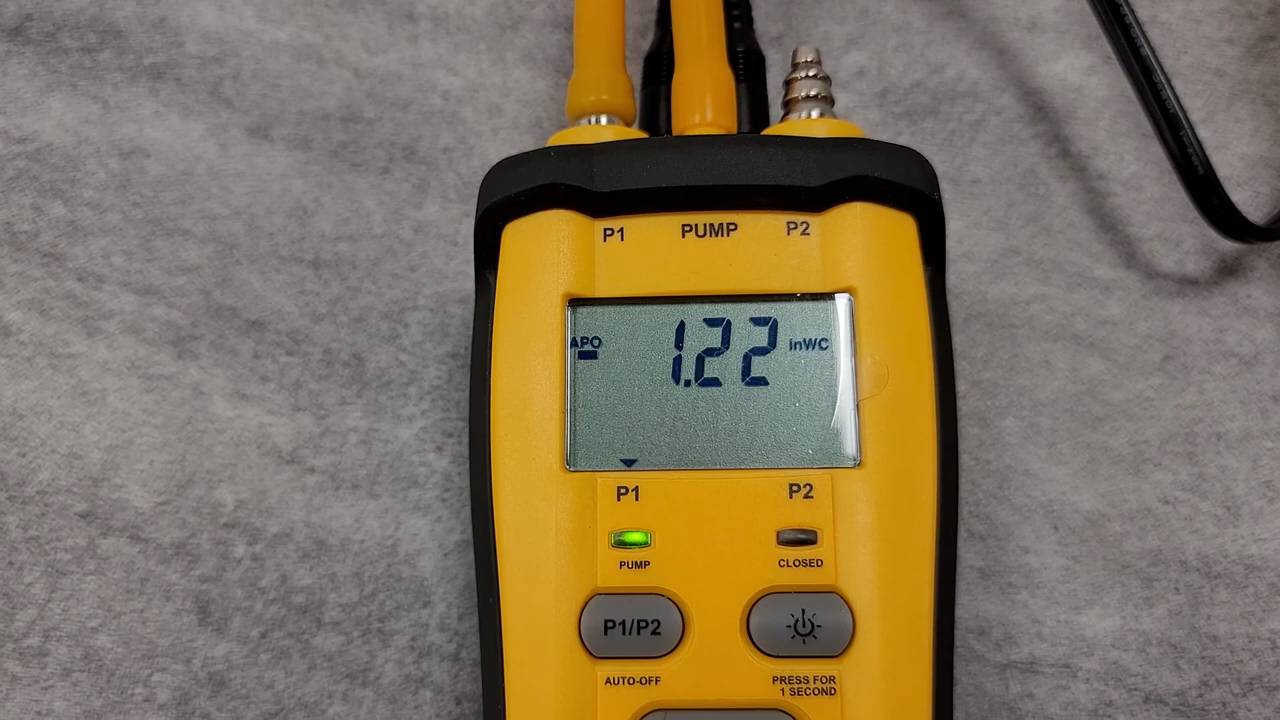 P1 PUMP P2
APO 1.22 inWC
P1 P2
PUMP CLOSED
P1/P2
AUTO-OFF PRESS FOR
1 SECOND